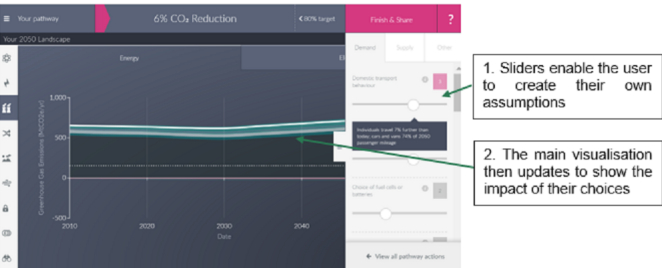 Your pathway
6% CO₂ Reduction
< 80% target
Finish & Share
?
Your 2050 Landscape
Energy
Demand
Supply
Other
Domestic transport
behaviour
Individuals travel 7% further than
today; cars and vans 74% of 2050
passenger mileage
Choice of fuel cells or
batteries
← View all pathway actions
Greenhouse Gas Emissions (MtCO2e/yr)
1,000
500
0
-500
2010
2020
2030
2040
Date
1. Sliders enable the user
to create their own
assumptions
2. The main visualisation
then updates to show the
impact of their choices